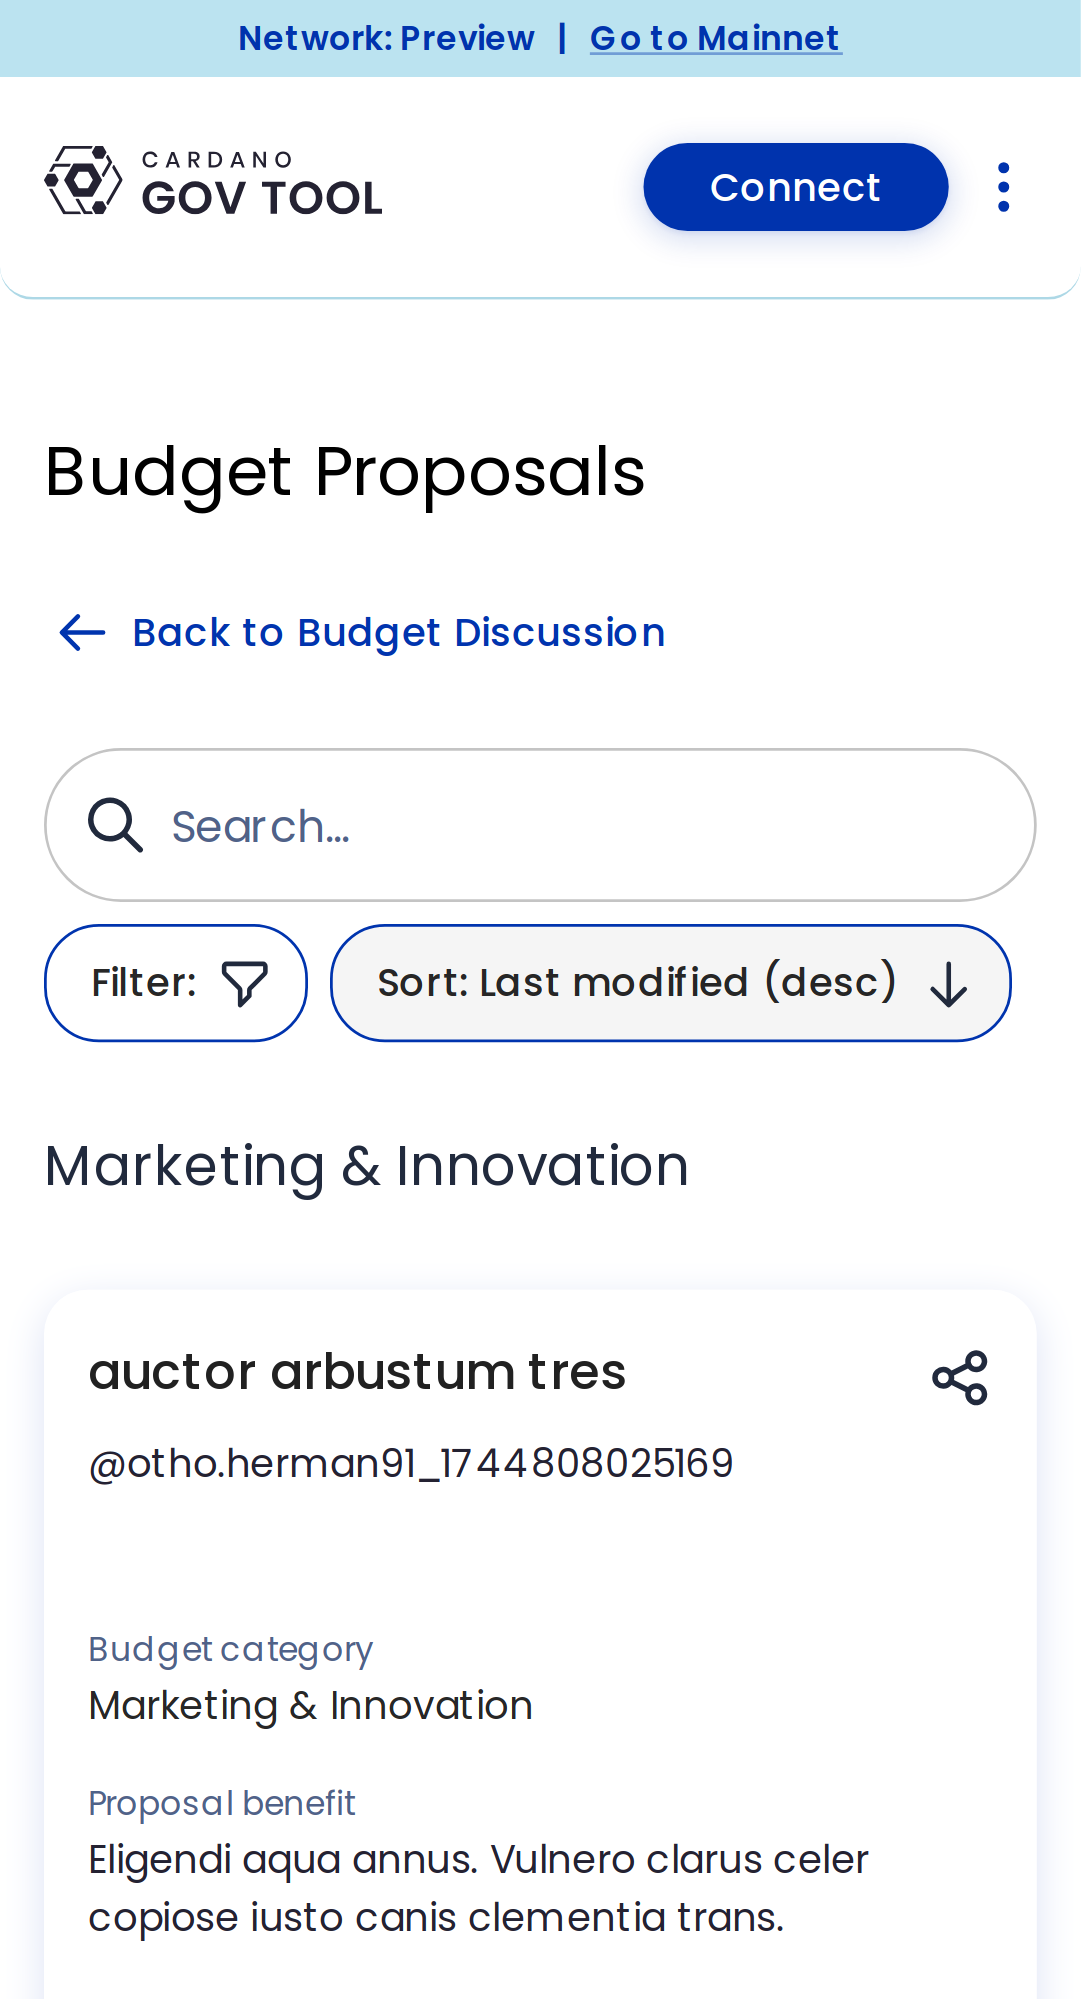 Network: Preview | Go to Mainnet
CARDANO
GOV TOOL
Connect
Budget Proposals
Back to Budget Discussion
Search...
Filter:
Sort: Last modified (desc)
Marketing & Innovation
auctor arbustum tres
@otho.herman91_1744808025169
Budget category
Marketing & Innovation
Proposal benefit
Eligendi aqua annus. Vulnero clarus celer
copiose iusto canis clementia trans.